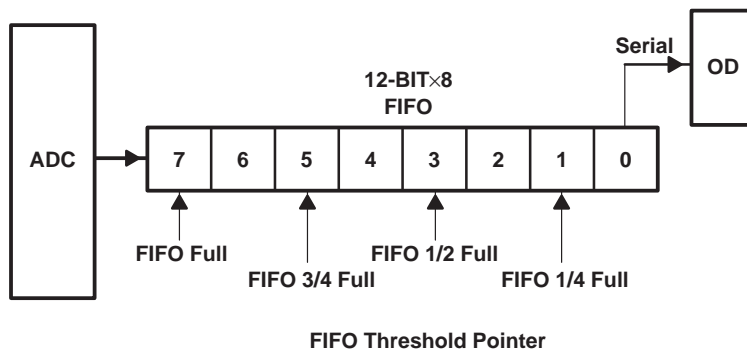 Serial
OD
12-BIT×8
FIFO
ADC
7 6 5 4 3 2 1 0
FIFO Full
FIFO 1/2 Full
FIFO 3/4 Full
FIFO 1/4 Full
FIFO Threshold Pointer